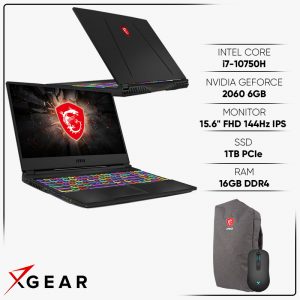 INTEL CORE
i7-10750H
NVIDIA GEFORCE
2060 6GB
MONITOR
15.6" FHD 144Hz IPS
SSD
1TB PCIe
RAM
16GB DDR4
XGEAR